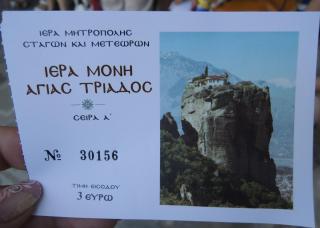 ΙΕΡΑ ΜΗΤΡΟΠΟΛΙΣ
ΣΤΑΓΩΝ ΚΑΙ ΜΕΤΕΩΡΩΝ
ΙΕΡΑ ΜΟΝΗ
ΑΓΙΑΣ ΤΡΙΑΔΟΣ
ΣΕΙΡΑ Α΄
№ 30156
ΤΙΜΗ ΕΙΣΟΔΟΥ
3 ΕΥΡΩ